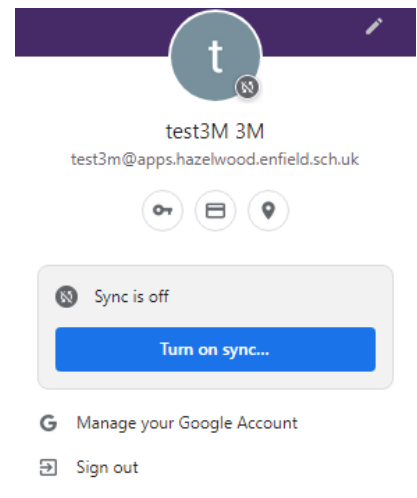 t
test3M 3M
test3m@apps.hazelwood.enfield.sch.uk
Sync is off
Turn on sync...
G Manage your Google Account
Sign out